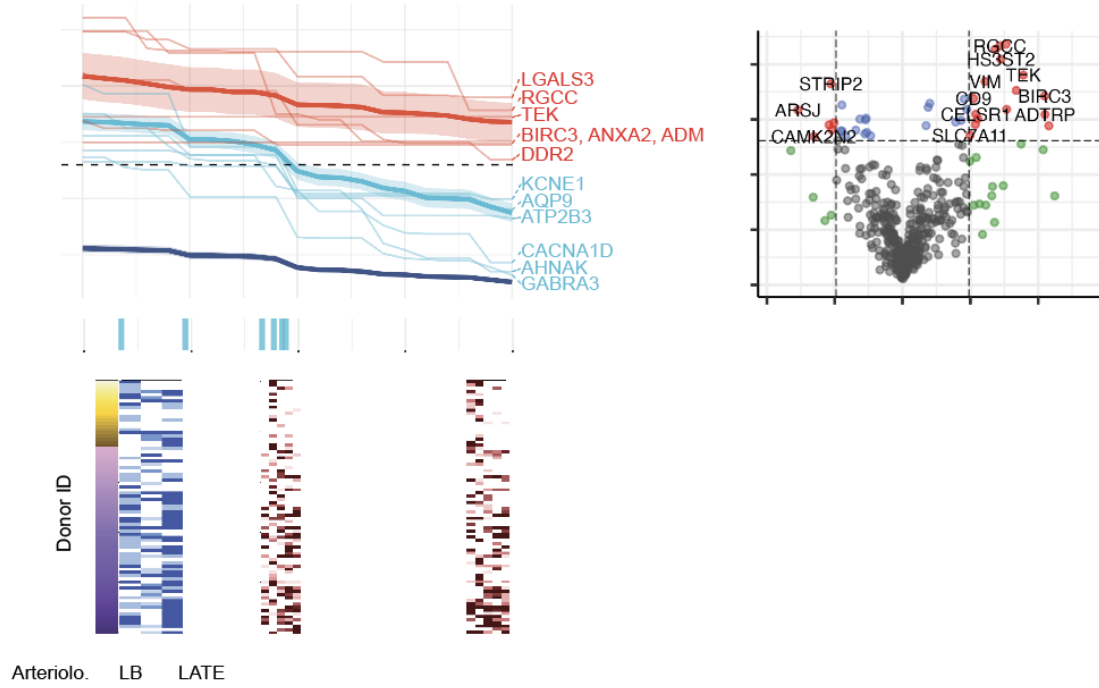 LGALS3
RGCC
TEK
BIRC3, ANXA2, ADM
DDR2
KCNE1
AQP9
ATP2B3
CACNA1D
AHNAK
GABRA3
RGCC
HS3ST2
TEK
STRIP2
VIM
CD9
BIRC3
ARSJ
CELSR1 ADTRP
CAMK2N2
SLC7A11
Donor ID
Arteriolo. LB LATE